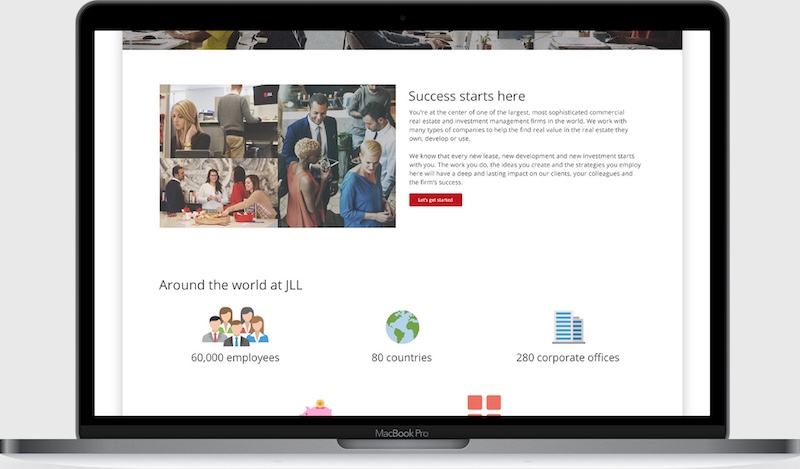 Success starts here
You're at the center of one of the largest, most sophisticated commercial
real estate and investment management firms in the world. We work with
many types of companies to help the find real value in the real estate they
own, develop or use.
We know that every new lease, new development and new investment starts
with you. The work you do, the ideas you create and the strategies you employ
here will have a deep and lasting impact on our clients, your colleagues and
the firm's success.
Let's get started
Around the world at JLL
60,000 employees
80 countries
280 corporate offices
MacBook Pro